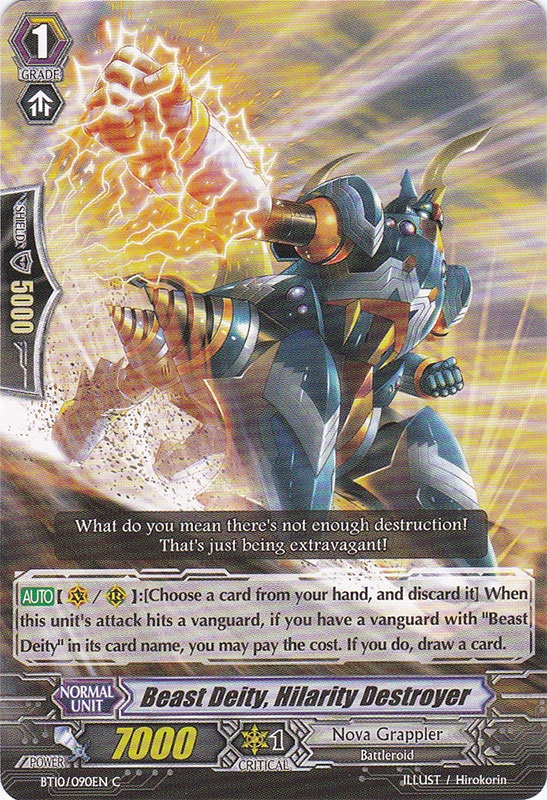 1
GRADE
SHIELD
5000
What do you mean there's not enough destruction!
That's just being extravagant!
AUTO [ V / R ]:[Choose a card from your hand, and discard it] When
this unit's attack hits a vanguard, if you have a vanguard with "Beast
Deity" in its card name, you may pay the cost. If you do, draw a card.
NORMAL
UNIT
Beast Deity, Hilarity Destroyer
POWER
7000
1
CRITICAL
Nova Grappler
Battleroid
BT10/090EN C
ILLUST / Hirokorin